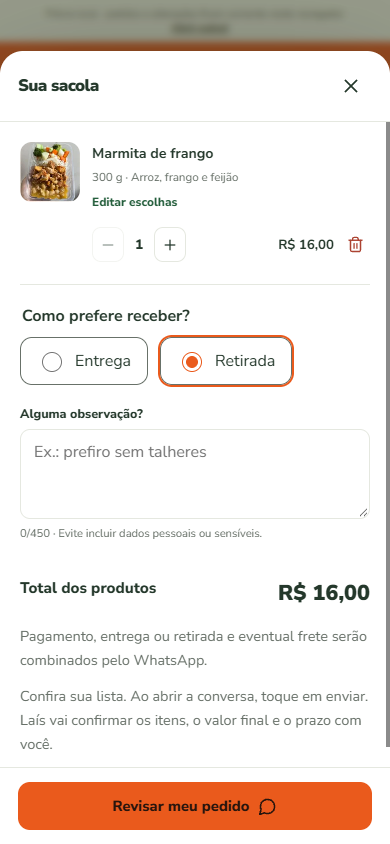 Sua sacola
Marmita de frango
300 g · Arroz, frango e feijão
Editar escolhas
1
R$ 16,00
Como prefere receber?
Entrega
Retirada
Alguma observação?
Ex.: prefiro sem talheres
0/450 · Evite incluir dados pessoais ou sensíveis.
Total dos produtos
R$ 16,00
Pagamento, entrega ou retirada e eventual frete serão
combinados pelo WhatsApp.
Confira sua lista. Ao abrir a conversa, toque em enviar.
Laís vai confirmar os itens, o valor final e o prazo com
você.
Revisar meu pedido